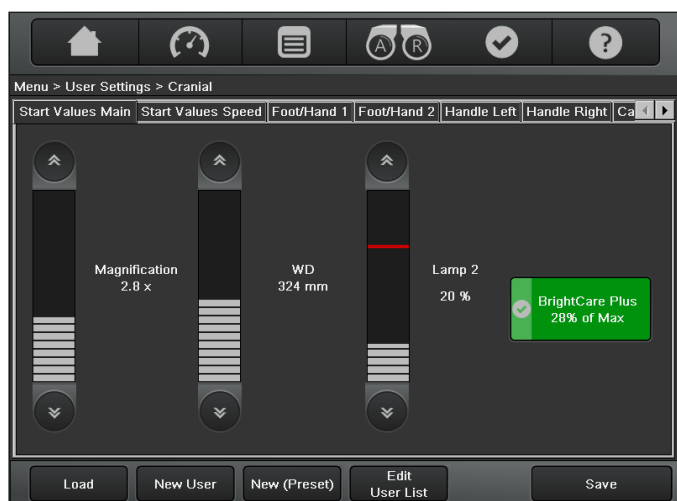 A R ?
Menu > User Settings > Cranial
Start Values Main Start Values Speed Foot/Hand 1 Foot/Hand 2 Handle Left Handle Right Ca
Magnification
2.8 x
WD
324 mm
Lamp 2
20 %
BrightCare Plus
28% of Max
Load New User New (Preset) Edit
User List Save